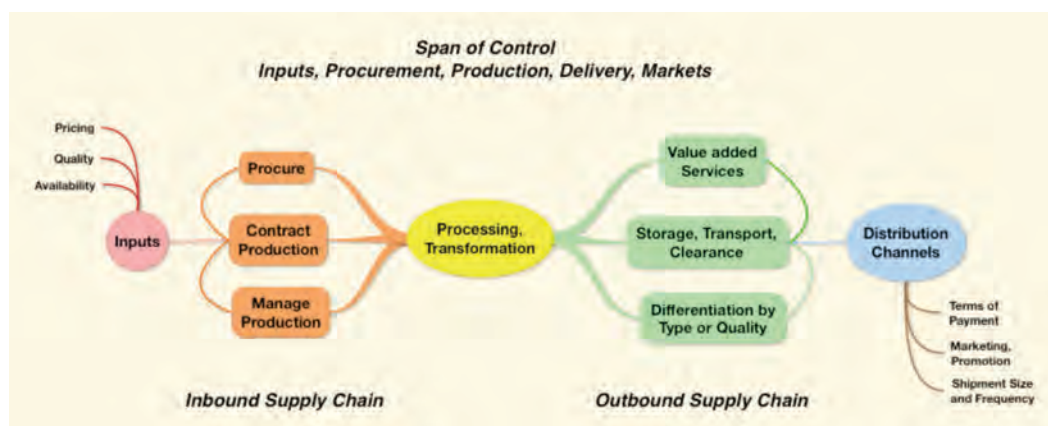 Span of Control
Inputs, Procurement, Production, Delivery, Markets
Pricing
Quality
Availability
Inputs
Procure
Contract
Production
Manage
Production
Processing,
Transformation
Value added
Services
Storage, Transport,
Clearance
Differentiation by
Type or Quality
Distribution
Channels
Terms of
Payment
Marketing,
Promotion
Shipment Size
and Frequency
Inbound Supply Chain
Outbound Supply Chain